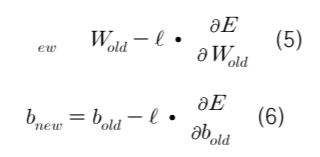 ew W_old − ℓ • ∂E/∂W_old (5)
b_new = b_old − ℓ • ∂E/∂b_old (6)